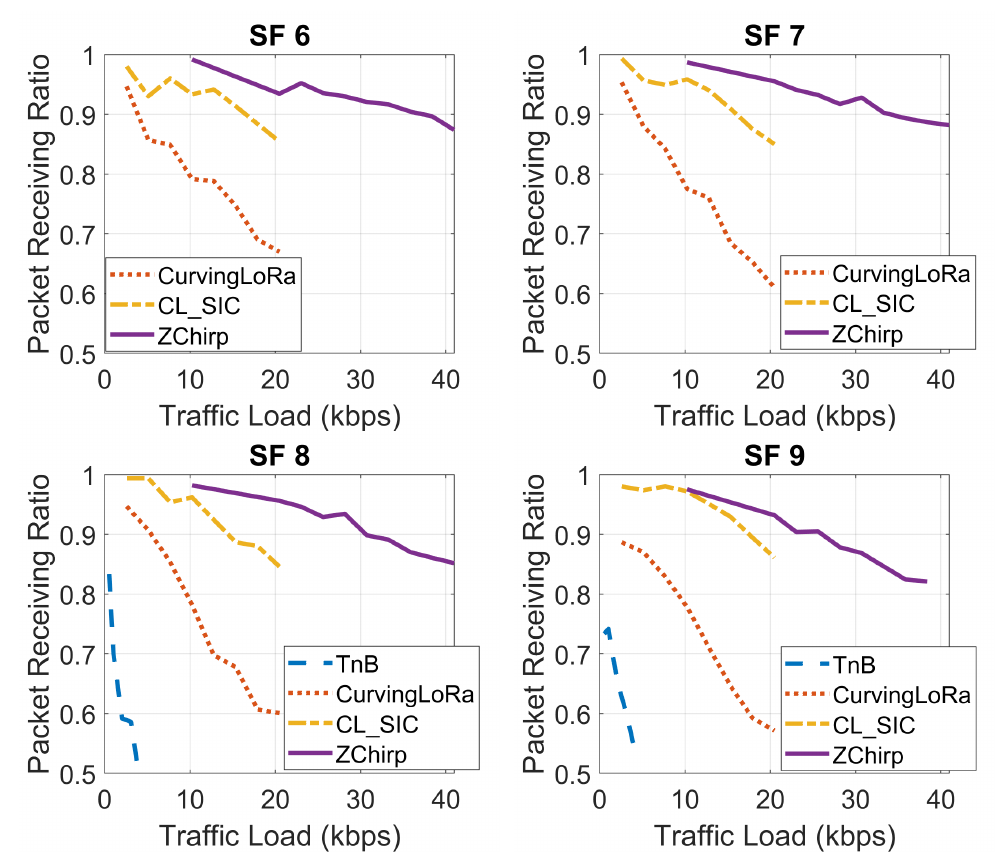 SF 6
Packet Receiving Ratio
1
0.9
0.8
0.7
0.6
0.5
CurvingLoRa
CL_SIC
ZChirp
0 10 20 30 40
Traffic Load (kbps)
SF 7
Packet Receiving Ratio
1
0.9
0.8
0.7
0.6
0.5
CurvingLoRa
CL_SIC
ZChirp
0 10 20 30 40
Traffic Load (kbps)
SF 8
Packet Receiving Ratio
1
0.9
0.8
0.7
0.6
0.5
TnB
CurvingLoRa
CL_SIC
ZChirp
0 10 20 30 40
Traffic Load (kbps)
SF 9
Packet Receiving Ratio
1
0.9
0.8
0.7
0.6
0.5
TnB
CurvingLoRa
CL_SIC
ZChirp
0 10 20 30 40
Traffic Load (kbps)